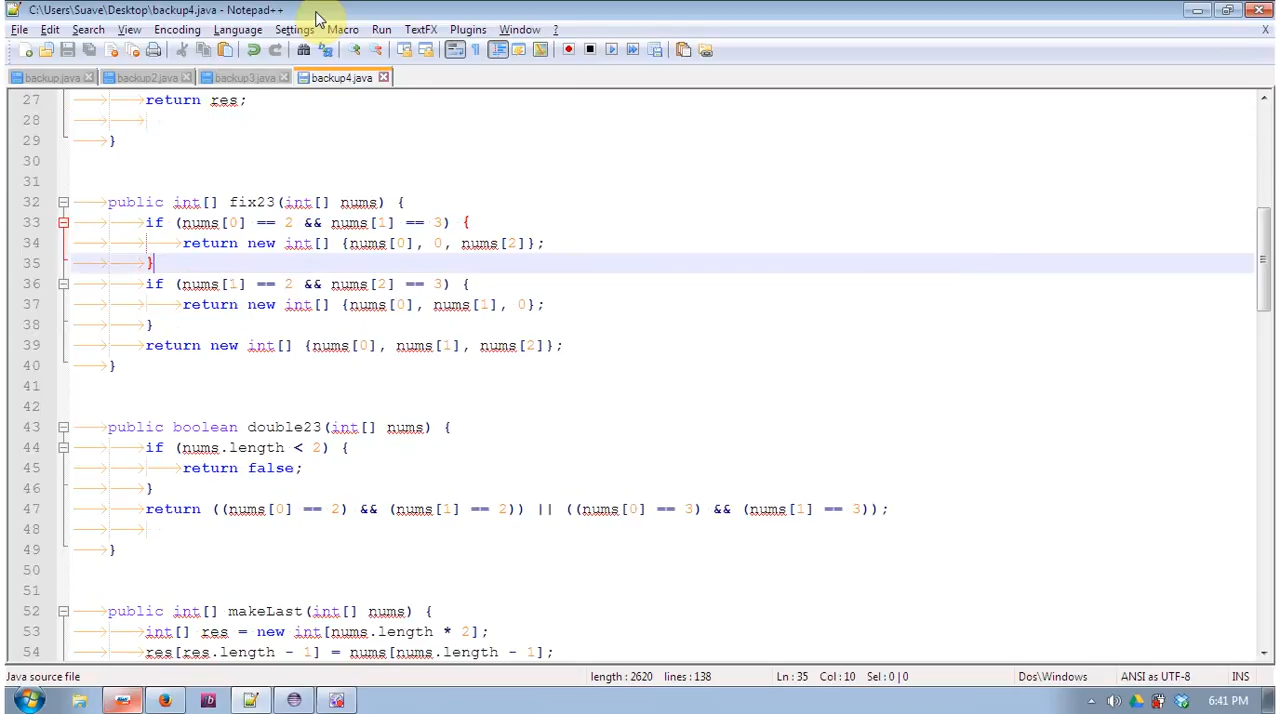 C:\Users\Suave\Desktop\backup4.java - Notepad++
File Edit Search View Encoding Language Settings Macro Run TextFX Plugins Window ? X
backup.java backup2.java backup3.java backup4.java
27 return res;
28
29 }
30
31
32 public int[] fix23(int[] nums) {
33 if (nums[0] == 2 && nums[1] == 3) {
34 return new int[] {nums[0], 0, nums[2]};
35 }
36 if (nums[1] == 2 && nums[2] == 3) {
37 return new int[] {nums[0], nums[1], 0};
38 }
39 return new int[] {nums[0], nums[1], nums[2]};
40 }
41
42
43 public boolean double23(int[] nums) {
44 if (nums.length < 2) {
45 return false;
46 }
47 return ((nums[0] == 2) && (nums[1] == 2)) || ((nums[0] == 3) && (nums[1] == 3));
48
49 }
50
51
52 public int[] makeLast(int[] nums) {
53 int[] res = new int[nums.length * 2];
54 res[res.length - 1] = nums[nums.length - 1];
Java source file length : 2620 lines : 138 Ln : 35 Col : 10 Sel : 0 | 0 Dos\Windows ANSI as UTF-8 INS
b 6:41 PM